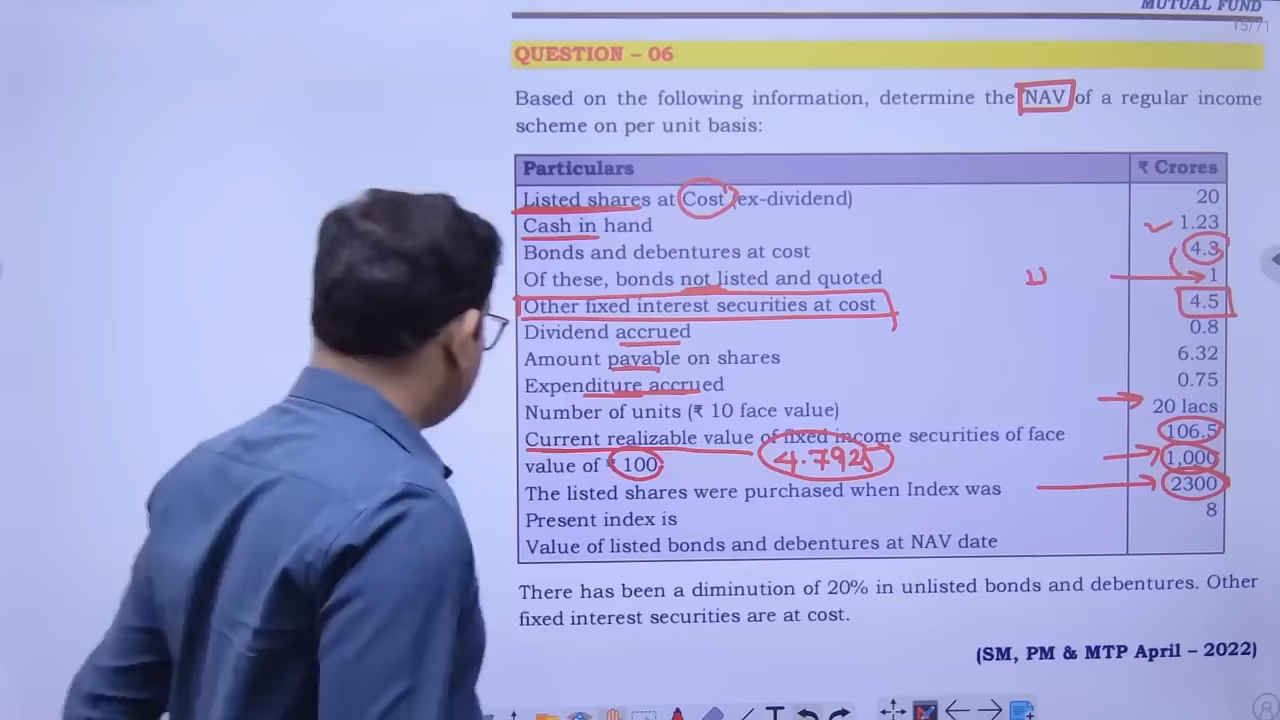 MUTUAL FUND
15/71
QUESTION – 06
Based on the following information, determine the NAV of a regular income
scheme on per unit basis:
Particulars ₹ Crores
Listed shares at Cost (ex-dividend) 20
Cash in hand 1.23
Bonds and debentures at cost 4.3
Of these, bonds not listed and quoted 1
Other fixed interest securities at cost 4.5
Dividend accrued 0.8
Amount payable on shares 6.32
Expenditure accrued 0.75
Number of units (₹ 10 face value) 20 lacs
Current realizable value of fixed income securities of face 106.5
value of ₹ 100 4.7925 1,000
The listed shares were purchased when Index was 2300
Present index is 8
Value of listed bonds and debentures at NAV date
There has been a diminution of 20% in unlisted bonds and debentures. Other
fixed interest securities are at cost.
(SM, PM & MTP April – 2022)